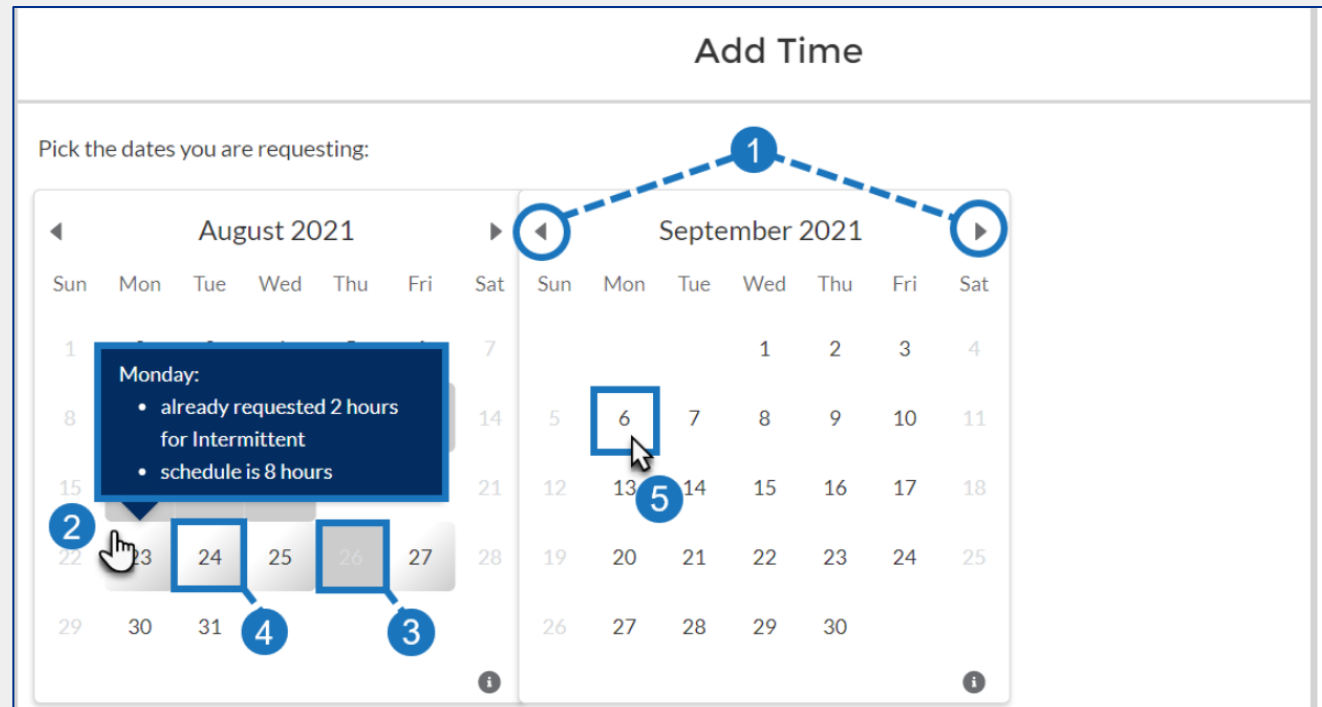 Add Time
Pick the dates you are requesting:
1
August 2021
September 2021
Sun Mon Tue Wed Thu Fri Sat
Sun Mon Tue Wed Thu Fri Sat
1 7
1 2 3 4
Monday:
• already requested 2 hours
for Intermittent
• schedule is 8 hours
8 14
5 6 7 8 9 10 11
15 21
12 13 14 15 16 17 18
5
2
22 23 24 25 26 27 28
19 20 21 22 23 24 25
29 30 31
26 27 28 29 30
4
3
i
i